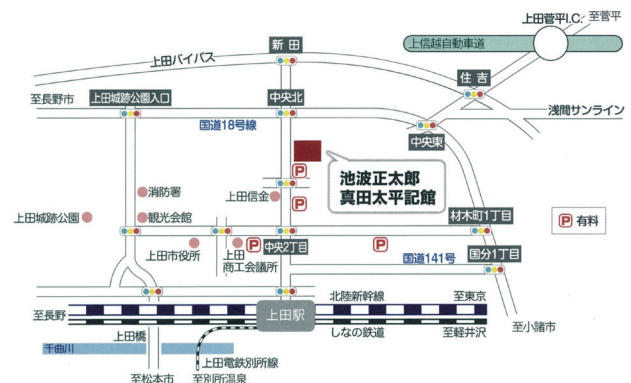 上田菅平I.C.
至菅平
上信越自動車道
新田
上田バイパス
住吉
至長野市
上田城跡公園入口
中央北
浅間サンライン
国道18号線
中央東
P
池波正太郎
真田太平記館
消防署
上田信金
P
上田城跡公園
観光会館
材木町1丁目
P 有料
上田市役所
上田
商工会議所
P
中央2丁目
P
国道141号
国分1丁目
至長野
上田駅
北陸新幹線
至東京
しなの鉄道
至軽井沢
至小諸市
上田橋
千曲川
上田電鉄別所線
至松本市
至別所温泉